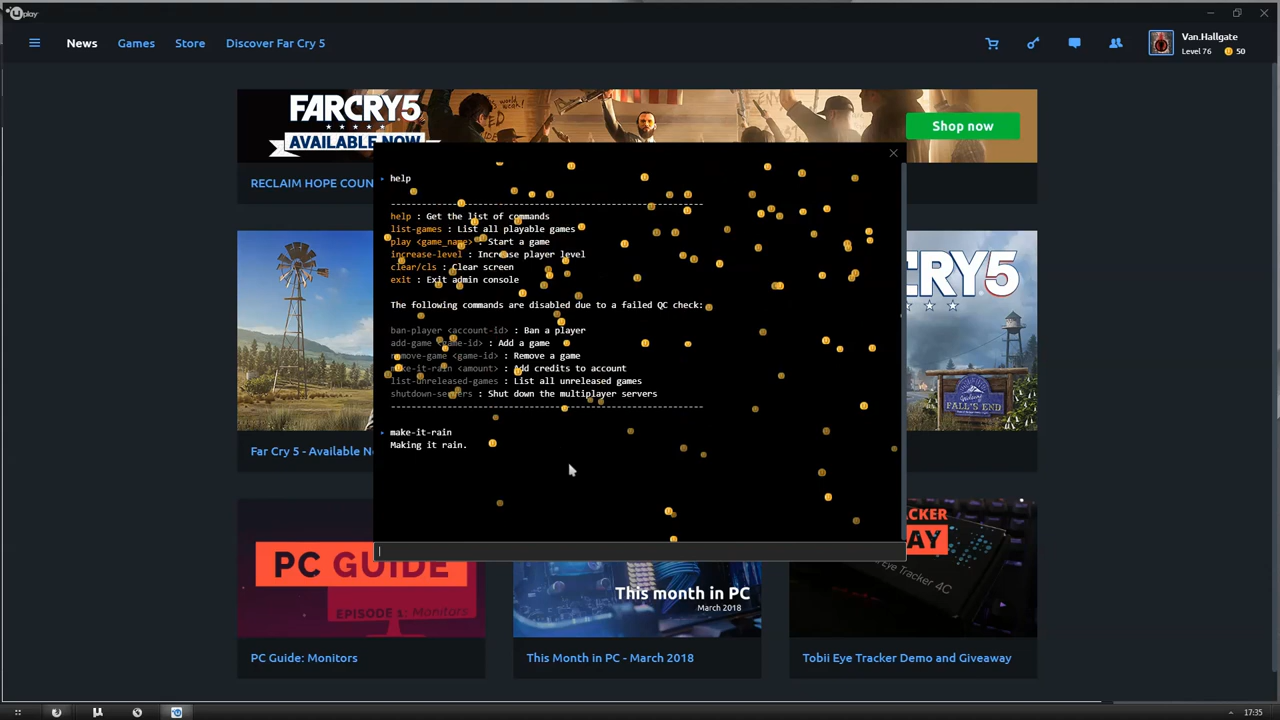 uplay
News Games Store Discover Far Cry 5
Van.Hallgate
Level 76 50
FARCRY5
AVAILABLE NOW
Shop now
RECLAIM HOPE COUN
help
help : Get the list of commands
list-games : List all playable games
play <game_name> : Start a game
increase-level : Increase player level
clear/cls : Clear screen
exit : Exit admin console
The following commands are disabled due to a failed QC check:
ban-player <account-id> : Ban a player
add-game <game-id> : Add a game
remove-game <game-id> : Remove a game
make-it-rain <amount> : Add credits to account
list-unreleased-games : List all unreleased games
shutdown-servers : Shut down the multiplayer servers
make-it-rain
Making it rain.
CRY5
FALL'S END
Far Cry 5 - Available N
PC GUIDE
EPISODE 1: Monitors
This month in PC
March 2018
ACKER
AY
Eye Tracker 4C
PC Guide: Monitors
This Month in PC - March 2018
Tobii Eye Tracker Demo and Giveaway
17:35